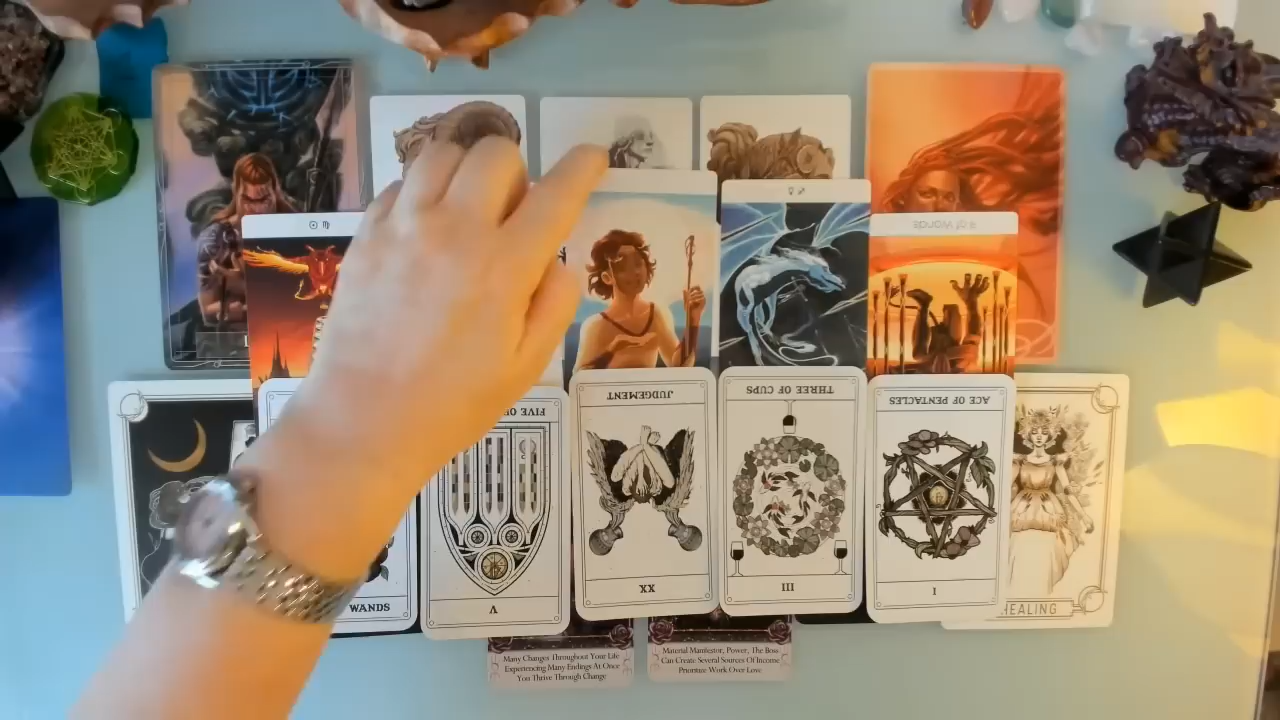 OF WANDS
FIVE O
JUDGEMENT
THREE OF CUPS
ACE OF PENTACLES
WANDS
V
XX
III
I
HEALING
Many Changes Throughout Your Life
Experiencing Many Endings At Once
You Thrive Through Change
Material Manifestor, Power, The Boss
Can Create Several Sources Of Income
Prioritize Work Over Love